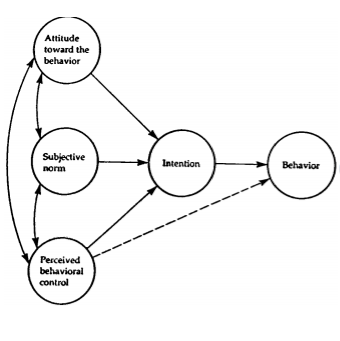 Attitude
toward the
behavior
Subjective
norm
Intention
Behavior
Perceived
behavioral
control